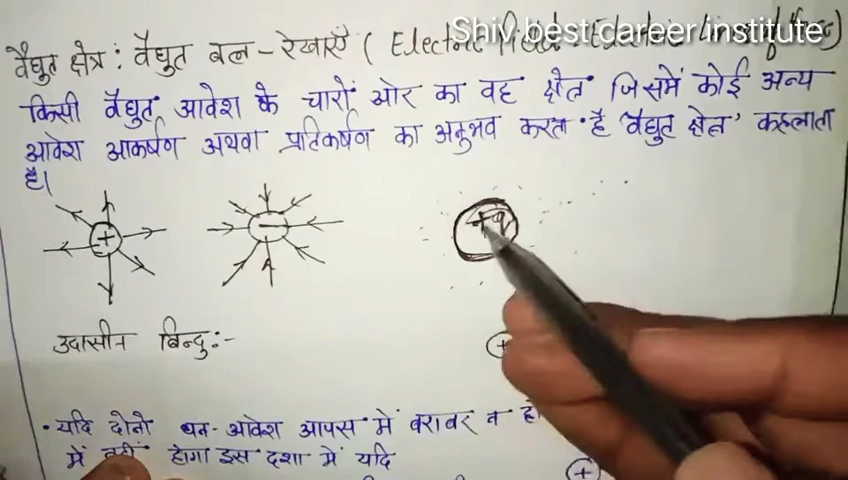 Shiv best career institute
वैद्युत क्षेत्र : वैद्युत बल - रेखाएँ ( Electric Field :
किसी वैद्युत आवेश के चारों ओर का वह क्षेत्र जिसमें कोई अन्य
आवेश आकर्षण अथवा प्रतिकर्षण का अनुभव करता है 'वैद्युत क्षेत्र' कहलाता
है।
+ − +q
उदासीन बिन्दु:-
+
• यदि दोनो धन-आवेश आपस में बराबर न
में नहीं होगा इस दशा में यदि
+